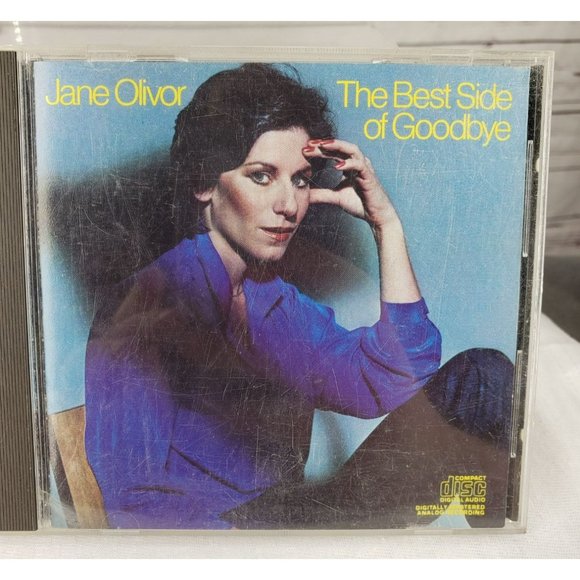 Jane Olivor
The Best Side
of Goodbye
COMPACT
disc
DIGITAL AUDIO
DIGITALLY MASTERED
ANALOG RECORDING